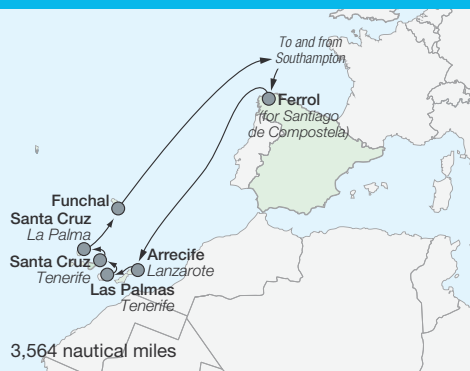 To and from
Southampton
Ferrol
(for Santiago
de Compostela)
Funchal
Santa Cruz
La Palma
Santa Cruz
Tenerife
Arrecife
Lanzarote
Las Palmas
Tenerife
3,564 nautical miles